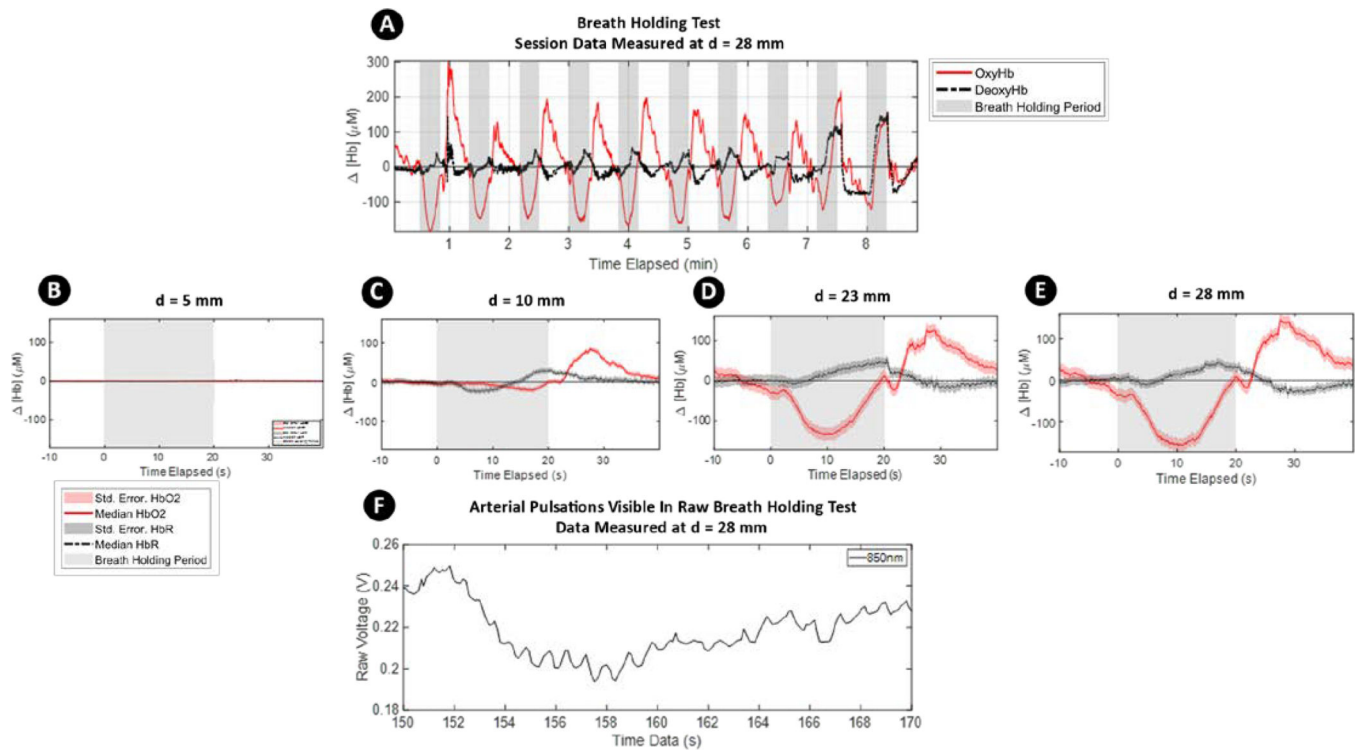 A
Breath Holding Test
Session Data Measured at d = 28 mm
300
200
100
0
-100
Δ [Hb] (μM)
1 2 3 4 5 6 7 8
Time Elapsed (min)
OxyHb
DeoxyHb
Breath Holding Period
B
d = 5 mm
100
0
-100
Δ [Hb] (μM)
-10 0 10 20 30
Time Elapsed (s)
C
d = 10 mm
100
0
-100
Δ [Hb] (μM)
-10 0 10 20 30
Time Elapsed (s)
D
d = 23 mm
100
0
-100
Δ [Hb] (μM)
-10 0 10 20 30
Time Elapsed (s)
E
d = 28 mm
100
0
-100
Δ [Hb] (μM)
-10 0 10 20 30
Time Elapsed (s)
Std. Error. HbO2
Median HbO2
Std. Error. HbR
Median HbR
Breath Holding Period
F
Arterial Pulsations Visible In Raw Breath Holding Test
Data Measured at d = 28 mm
0.26
0.24
0.22
0.2
0.18
Raw Voltage (V)
850nm
150 152 154 156 158 160 162 164 166 168 170
Time Data (s)